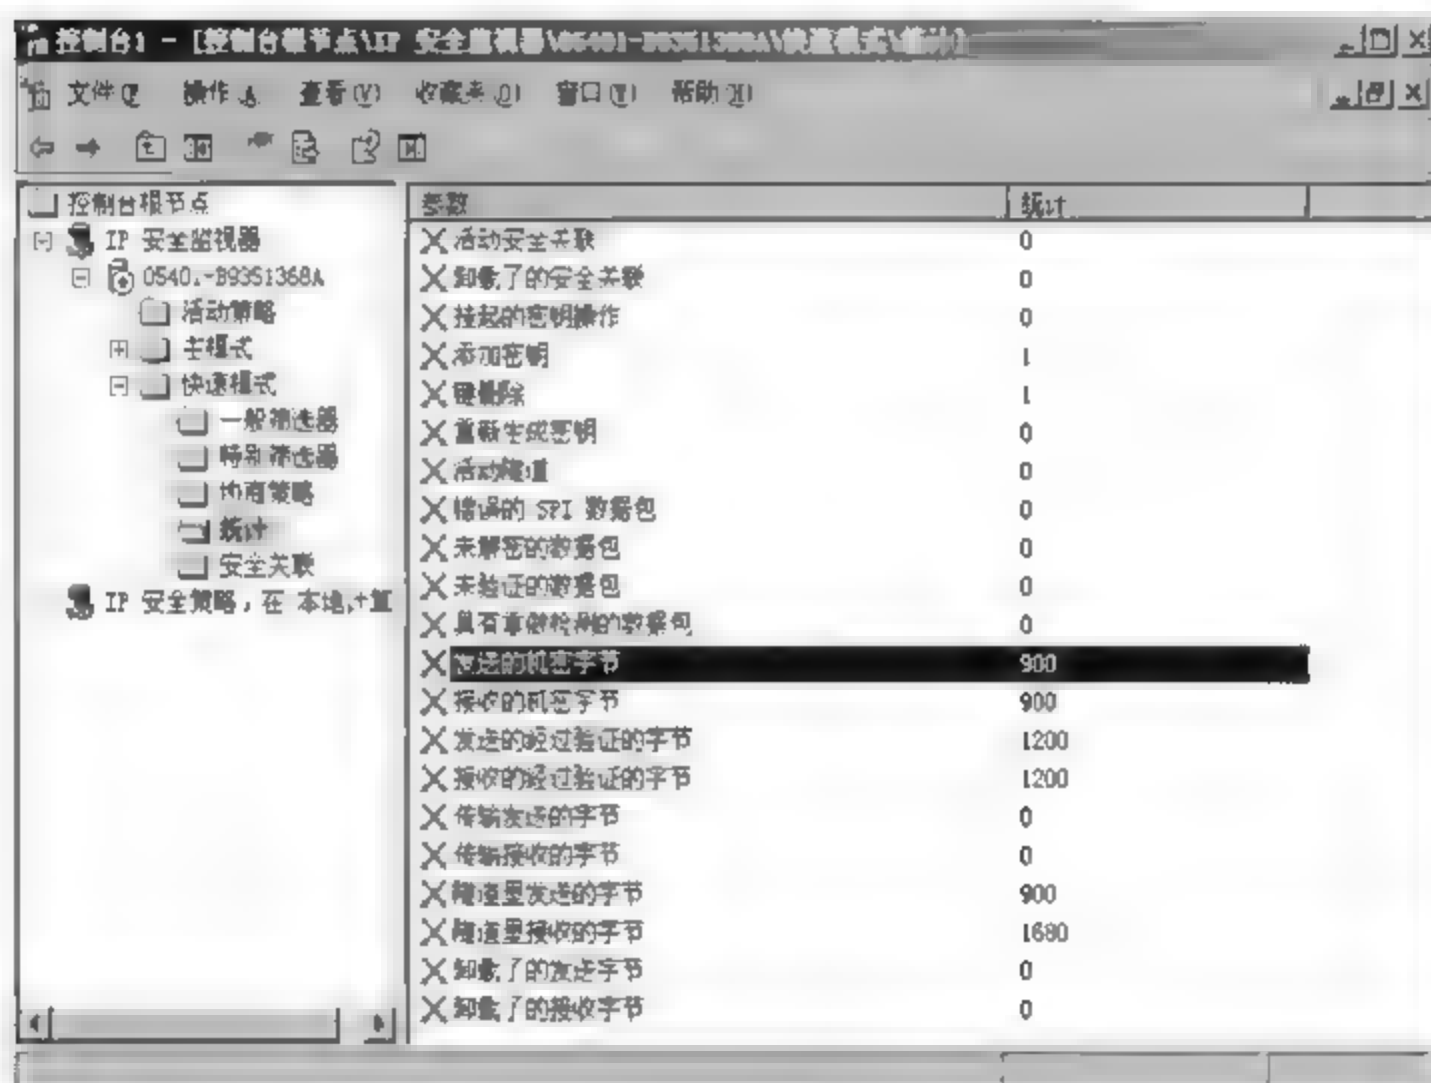 控制台1 - [控制台根节点\IP 安全监视器\05401-B9351368A\快速模式\统计]
文件(F) 操作(A) 查看(V) 收藏夹(O) 窗口(W) 帮助(H)
控制台根节点
IP 安全监视器
05401-B9351368A
活动策略
主模式
快速模式
一般筛选器
特别筛选器
协商策略
统计
安全关联
IP 安全策略，在 本地计算
参数 统计
活动安全关联 0
卸载了的安全关联 0
挂起的密钥操作 0
添加密钥 1
键删除 1
重新生成密钥 0
活动隧道 0
错误的 SPI 数据包 0
未解密的数据包 0
未验证的数据包 0
具有重做检测的数据包 0
发送的机密字节 900
接收的机密字节 900
发送的经过验证的字节 1200
接收的经过验证的字节 1200
传输发送的字节 0
传输接收的字节 0
隧道里发送的字节 900
隧道里接收的字节 1680
卸载了的发送字节 0
卸载了的接收字节 0